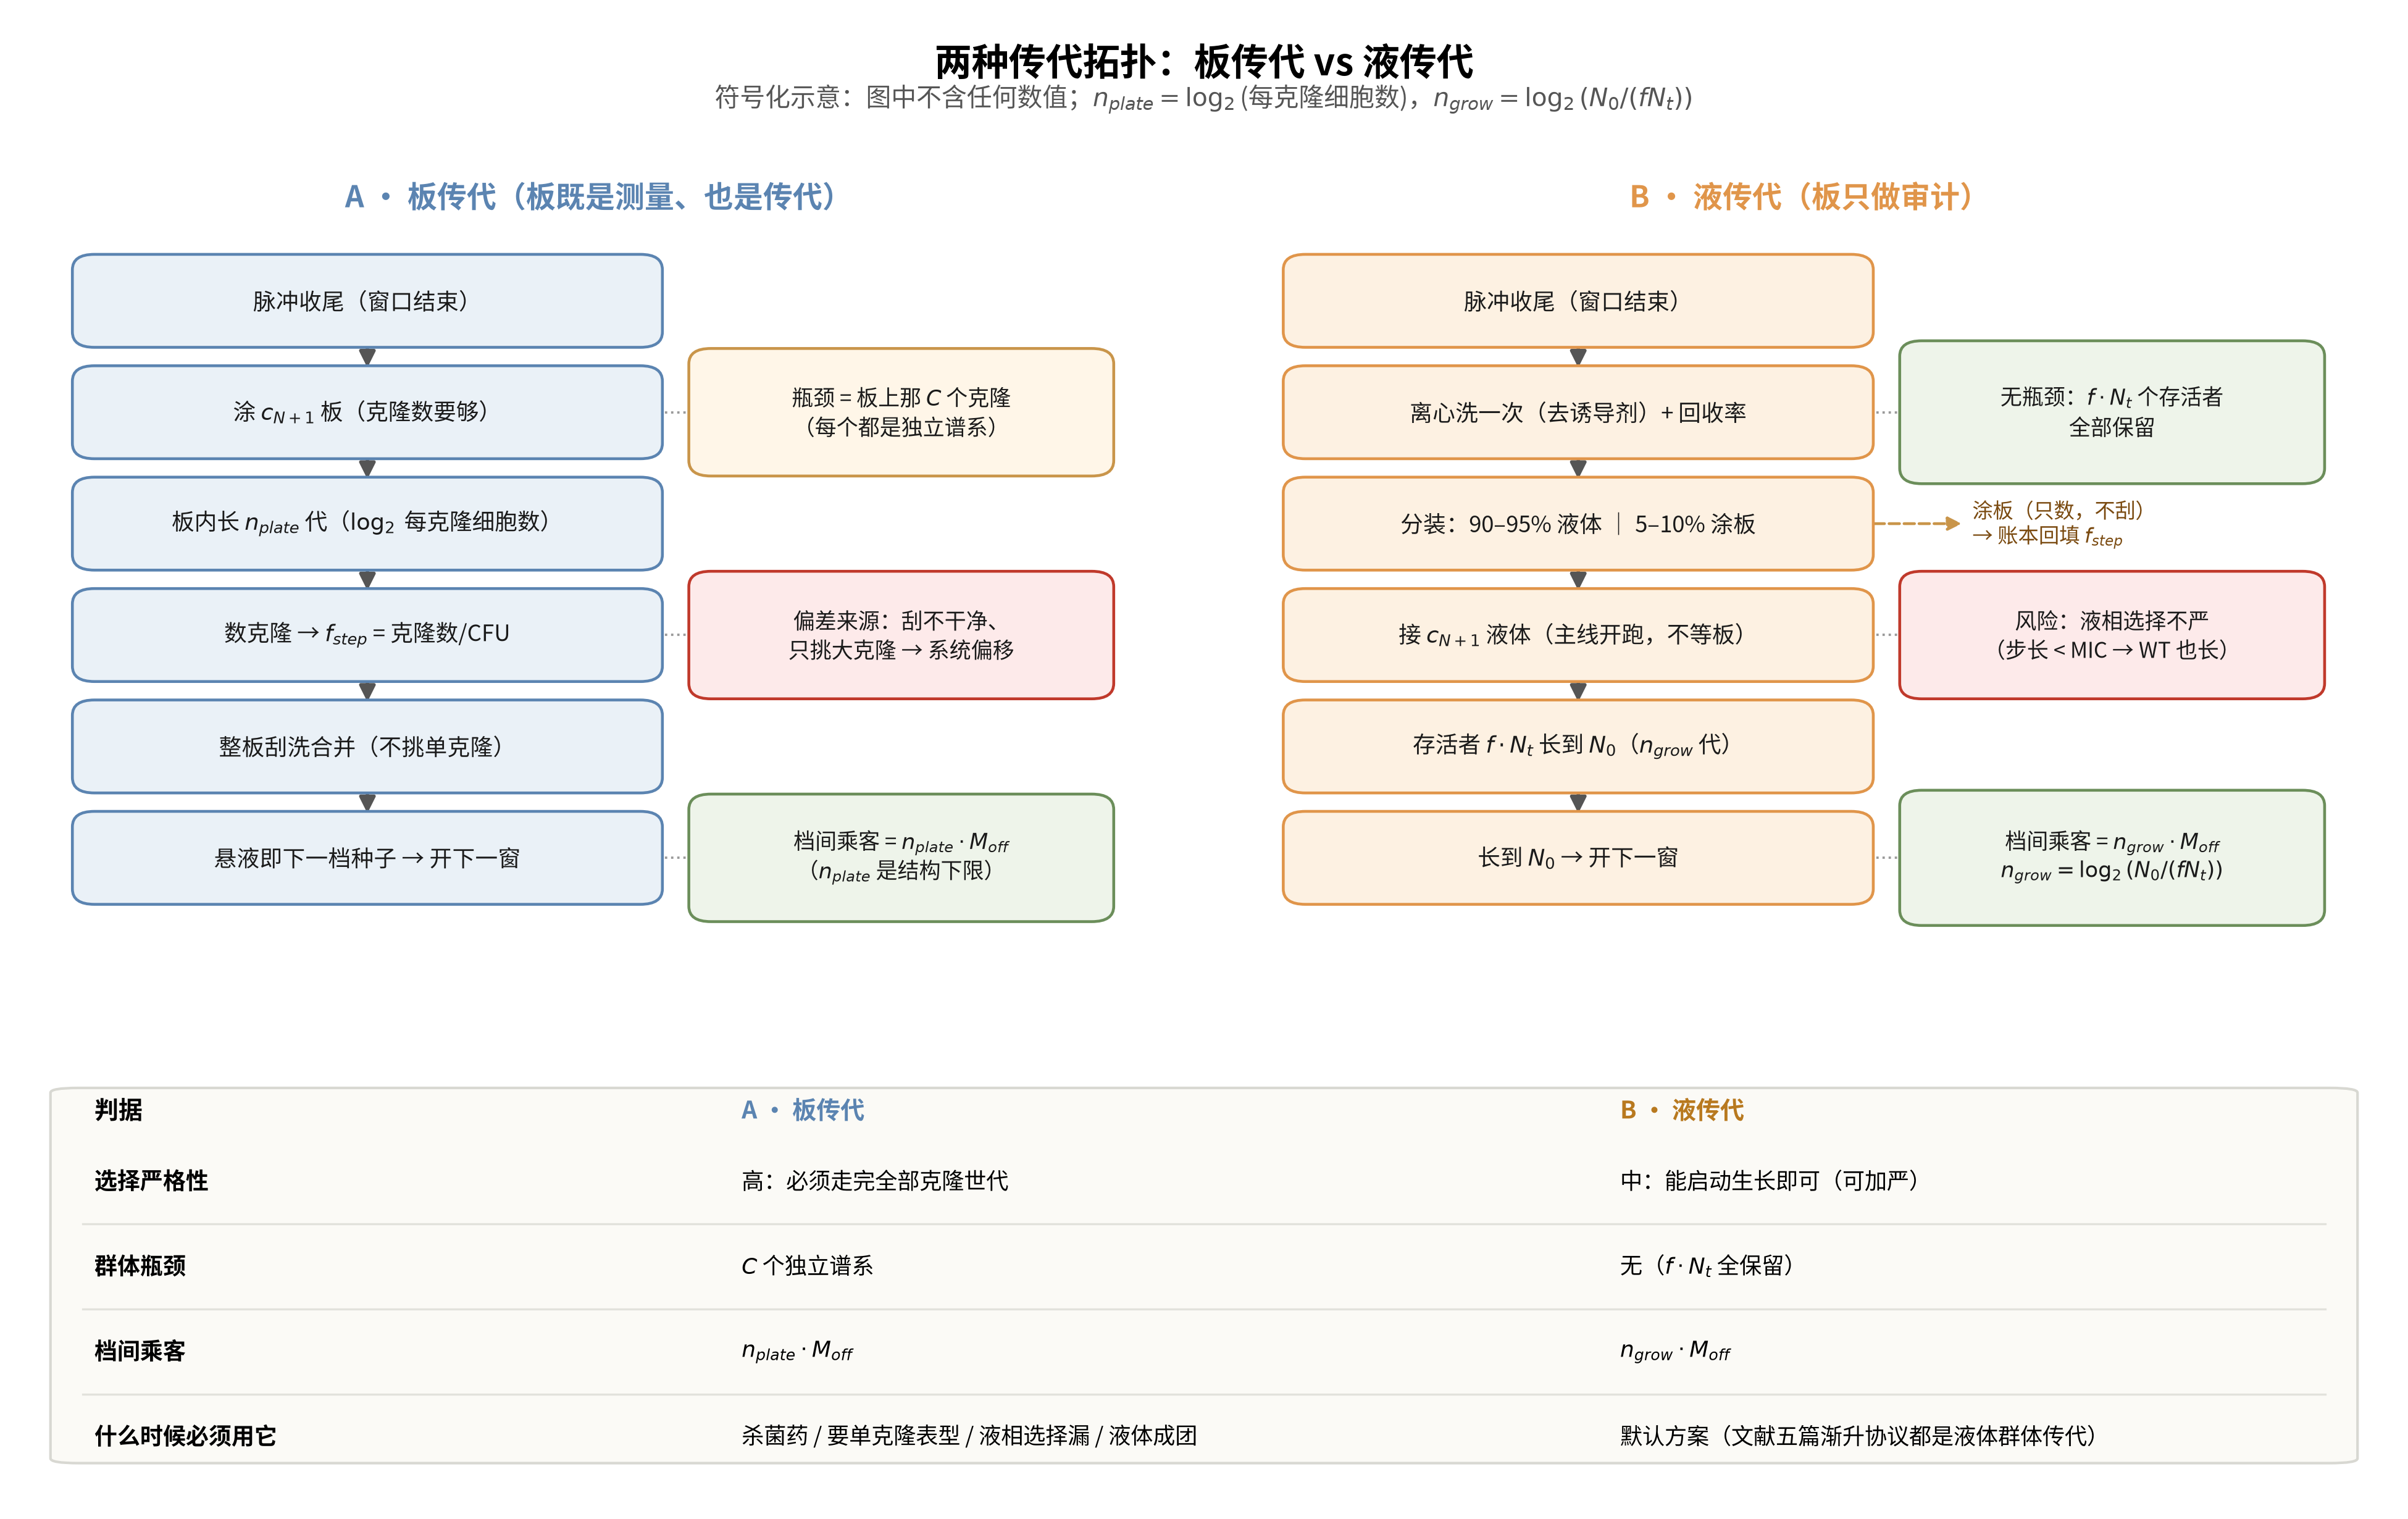 两种传代拓扑：板传代 vs 液传代
符号化示意：图中不含任何数值；n_plate = log₂ (每克隆细胞数)，n_grow = log₂ (N₀/(fN_t))
A · 板传代（板既是测量、也是传代）
脉冲收尾（窗口结束）
涂 c_{N+1} 板（克隆数要够）
瓶颈 = 板上那 C 个克隆
（每个都是独立谱系）
板内长 n_plate 代（log₂ 每克隆细胞数）
数克隆 → f_step = 克隆数/CFU
偏差来源：刮不干净、
只挑大克隆 → 系统偏移
整板刮洗合并（不挑单克隆）
悬液即下一档种子 → 开下一窗
档间乘客 = n_plate · M_off
（n_plate 是结构下限）
B · 液传代（板只做审计）
脉冲收尾（窗口结束）
离心洗一次（去诱导剂）+ 回收率
无瓶颈：f · N_t 个存活者
全部保留
分装：90–95% 液体 | 5–10% 涂板
涂板（只数，不刮）
→ 账本回填 f_step
接 c_{N+1} 液体（主线开跑，不等板）
风险：液相选择不严
（步长 < MIC → WT 也长）
存活者 f · N_t 长到 N₀（n_grow 代）
长到 N₀ → 开下一窗
档间乘客 = n_grow · M_off
n_grow = log₂ (N₀/(fN_t))
判据 A · 板传代 B · 液传代
选择严格性 高：必须走完全部克隆世代 中：能启动生长即可（可加严）
群体瓶颈 C 个独立谱系 无（f · N_t 全保留）
档间乘客 n_plate · M_off n_grow · M_off
什么时候必须用它 杀菌药 / 要单克隆表型 / 液相选择漏 / 液体成团 默认方案（文献五篇渐升协议都是液体群体传代）